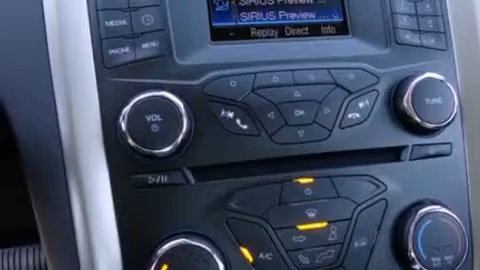 SIRIUS Preview ...
SIRIUS Preview ...
Replay Direct Info
MEDIA
PHONE MENU
VOL
OK
TUNE
A/C